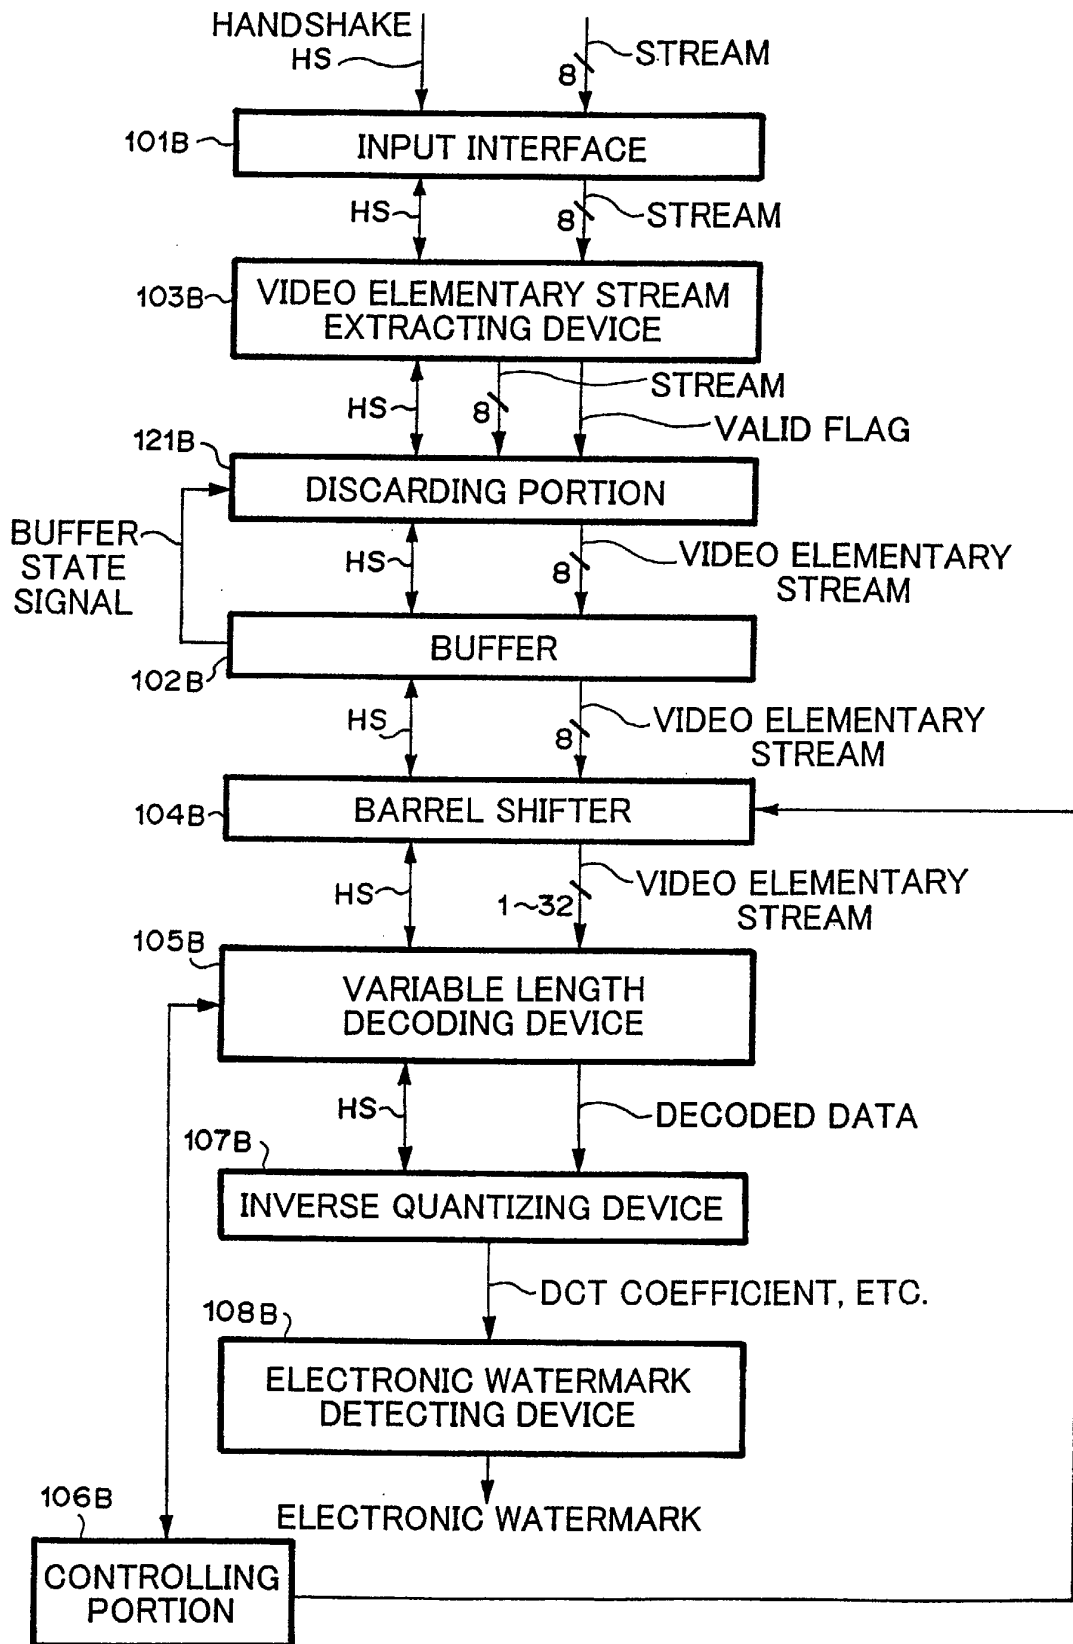 HANDSHAKE
HS
8
STREAM
101B
INPUT INTERFACE
HS
8
STREAM
103B
VIDEO ELEMENTARY STREAM
EXTRACTING DEVICE
HS
8
STREAM
VALID FLAG
121B
DISCARDING PORTION
BUFFER
STATE
SIGNAL
HS
8
VIDEO ELEMENTARY
STREAM
BUFFER
102B
HS
8
VIDEO ELEMENTARY
STREAM
104B
BARREL SHIFTER
HS
1~32
VIDEO ELEMENTARY
STREAM
105B
VARIABLE LENGTH
DECODING DEVICE
HS
DECODED DATA
107B
INVERSE QUANTIZING DEVICE
DCT COEFFICIENT, ETC.
108B
ELECTRONIC WATERMARK
DETECTING DEVICE
ELECTRONIC WATERMARK
106B
CONTROLLING
PORTION